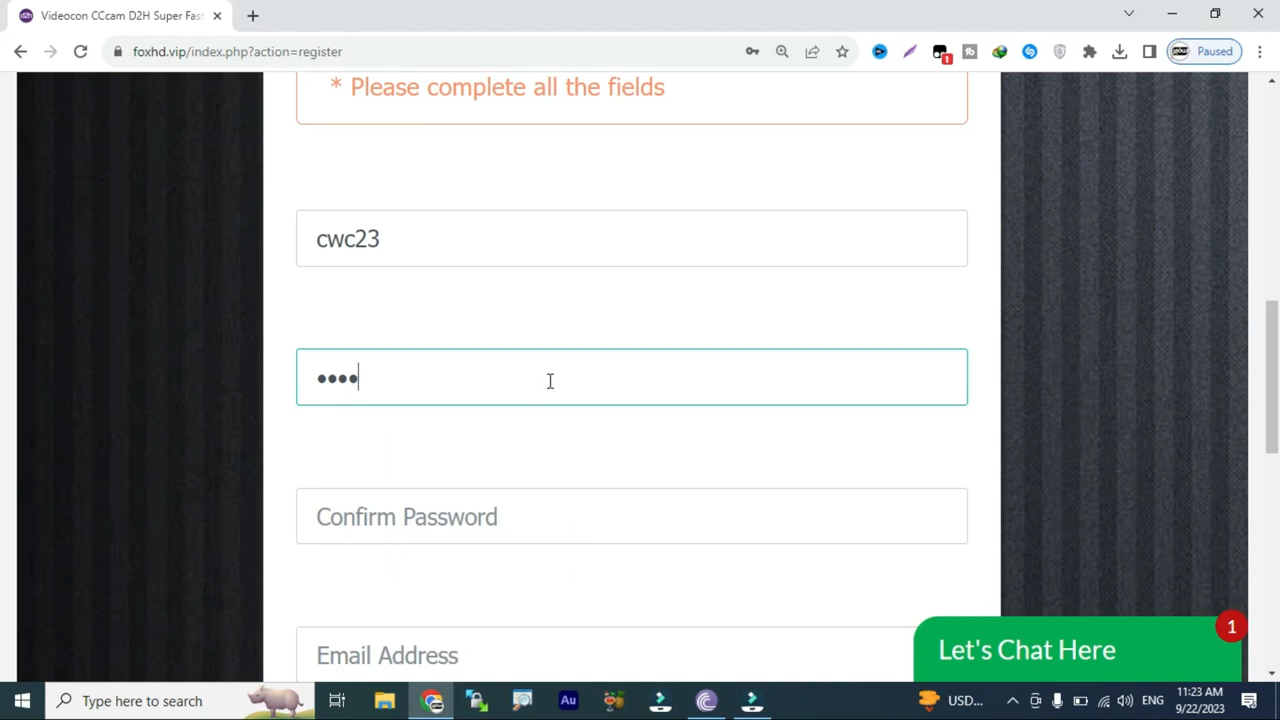 Videocon CCcam D2H Super Fast
foxhd.vip/index.php?action=register
1
Paused
* Please complete all the fields
cwc23
••••
Confirm Password
Email Address
Let's Chat Here
1
Type here to search
Au
USD...
ENG
11:23 AM
9/22/2023